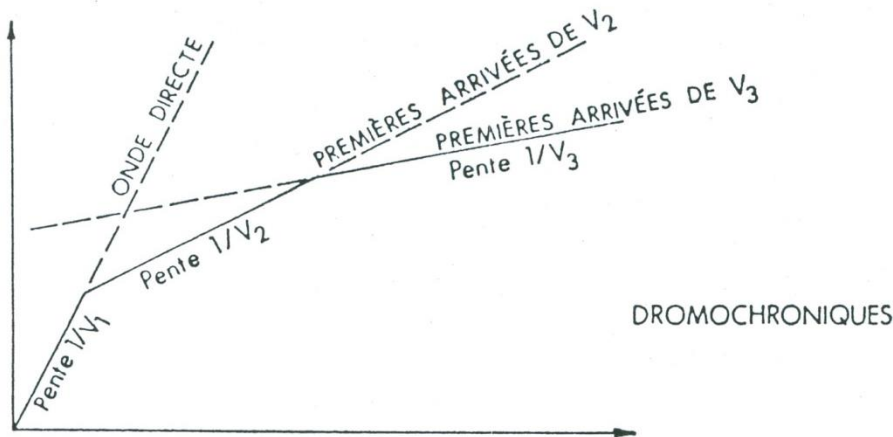 ONDE DIRECTE
PREMIÈRES ARRIVÉES DE V2
PREMIÈRES ARRIVÉES DE V3
Pente 1/V3
Pente 1/V2
Pente 1/V1
DROMOCHRONIQUES